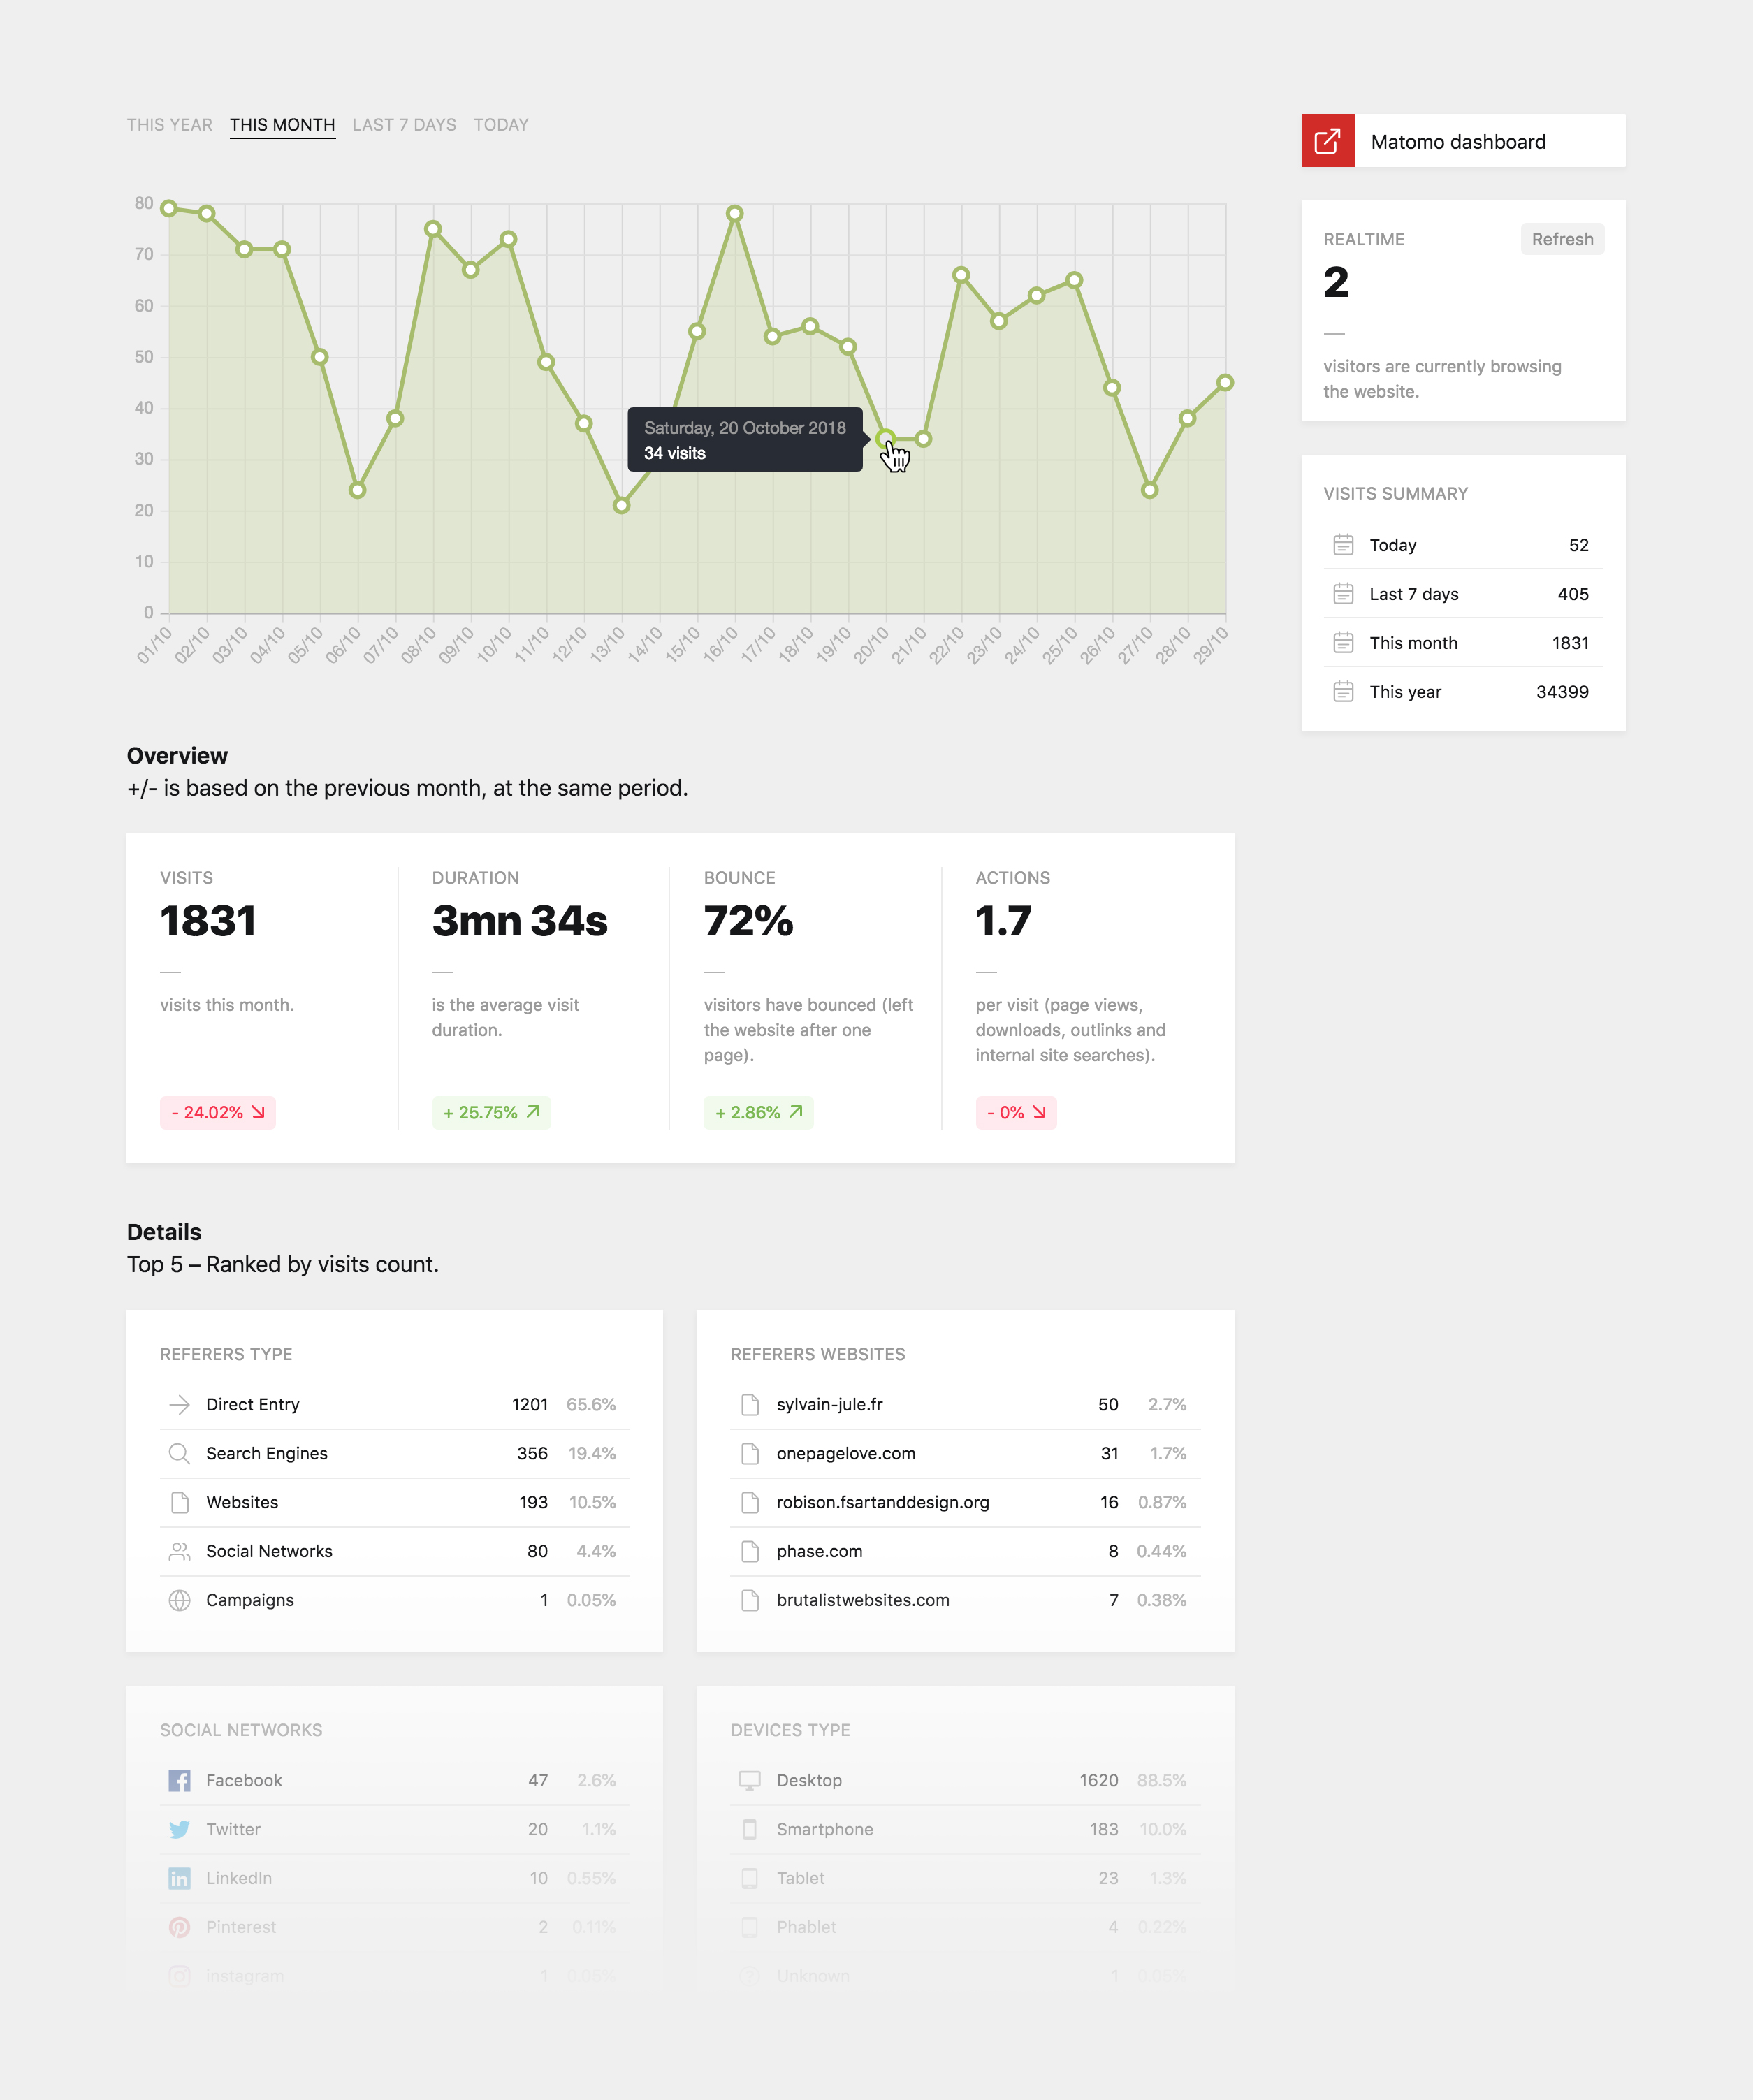 THIS YEAR THIS MONTH LAST 7 DAYS TODAY
80
70
60
50
40
30
20
10
0
Saturday, 20 October 2018
34 visits
01/10 02/10 03/10 04/10 05/10 06/10 07/10 08/10 09/10 10/10 11/10 12/10 13/10 14/10 15/10 16/10 17/10 18/10 19/10 20/10 21/10 22/10 23/10 24/10 25/10 26/10 27/10 28/10 29/10
Matomo dashboard
REALTIME Refresh
2
visitors are currently browsing
the website.
VISITS SUMMARY
Today 52
Last 7 days 405
This month 1831
This year 34399
Overview
+/- is based on the previous month, at the same period.
VISITS
1831
visits this month.
- 24.02%
DURATION
3mn 34s
is the average visit
duration.
+ 25.75%
BOUNCE
72%
visitors have bounced (left
the website after one
page).
+ 2.86%
ACTIONS
1.7
per visit (page views,
downloads, outlinks and
internal site searches).
- 0%
Details
Top 5 – Ranked by visits count.
REFERERS TYPE
Direct Entry 1201 65.6%
Search Engines 356 19.4%
Websites 193 10.5%
Social Networks 80 4.4%
Campaigns 1 0.05%
REFERERS WEBSITES
sylvain-jule.fr 50 2.7%
onepagelove.com 31 1.7%
robison.fsartanddesign.org 16 0.87%
phase.com 8 0.44%
brutalistwebsites.com 7 0.38%
SOCIAL NETWORKS
Facebook 47 2.6%
Twitter 20 1.1%
LinkedIn 10 0.55%
Pinterest 2 0.11%
Instagram 1 0.05%
DEVICES TYPE
Desktop 1620 88.5%
Smartphone 183 10.0%
Tablet 23 1.3%
Phablet 4 0.22%
Unknown 1 0.05%